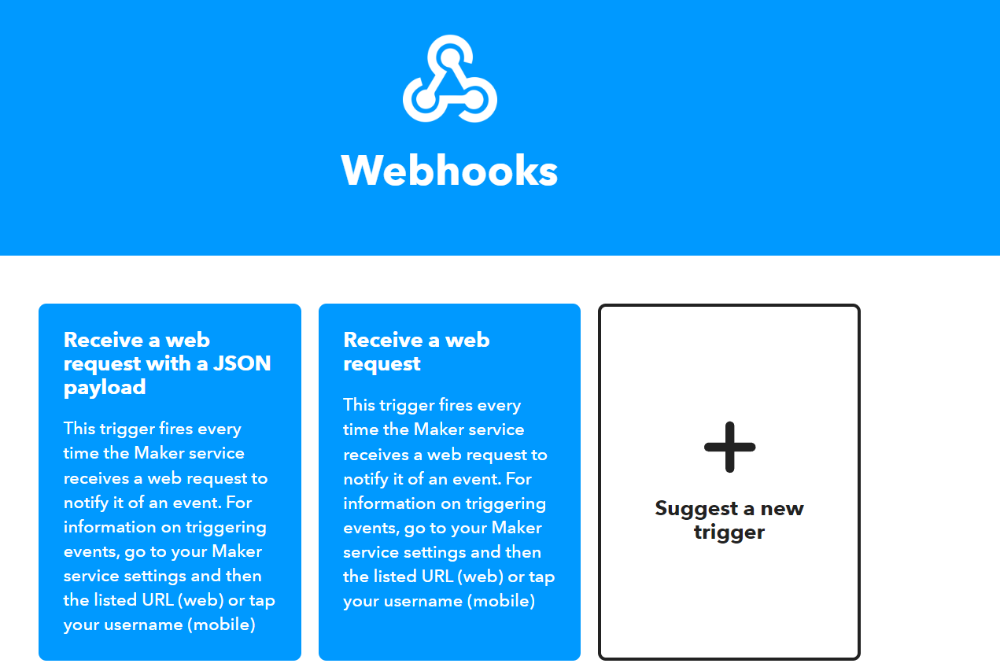 Webhooks
Receive a web
request with a JSON
payload
This trigger fires every
time the Maker service
receives a web request to
notify it of an event. For
information on triggering
events, go to your Maker
service settings and then
the listed URL (web) or tap
your username (mobile)
Receive a web
request
This trigger fires every
time the Maker service
receives a web request to
notify it of an event. For
information on triggering
events, go to your Maker
service settings and then
the listed URL (web) or tap
your username (mobile)
Suggest a new
trigger